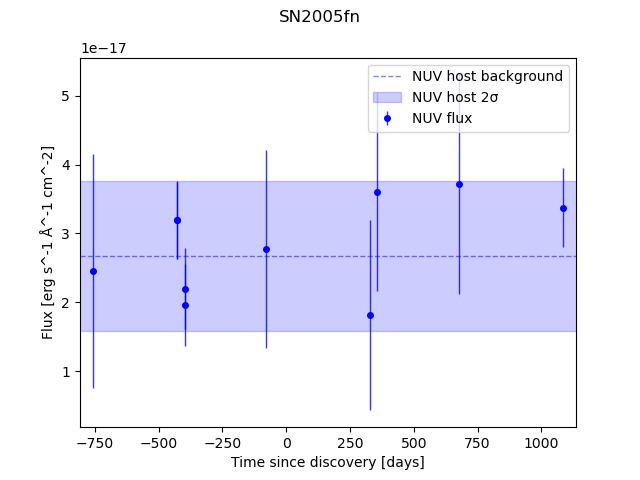 SN2005fn
1e−17
NUV host background
NUV host 2σ
NUV flux
5
4
3
2
1
Flux [erg s^-1 Å^-1 cm^-2]
−750
−500
−250
0
250
500
750
1000
Time since discovery [days]